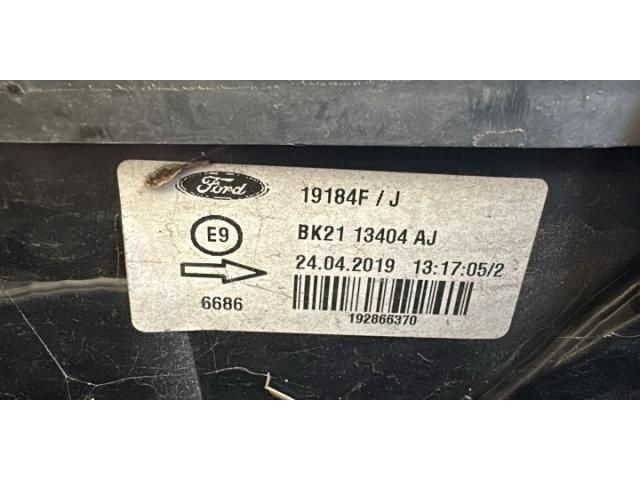 Ford 19184F / J
E9 BK21 13404 AJ
24.04.2019 13:17:05/2
6686
192866370